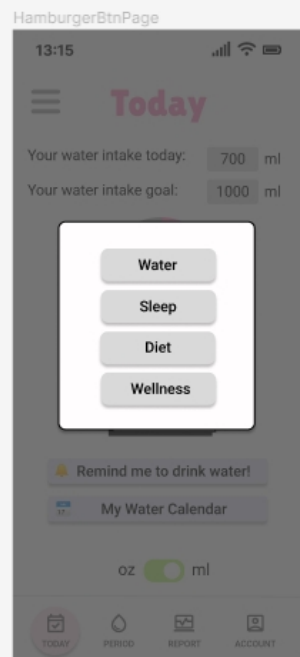 HamburgerBtnPage
13:15
Today
Your water intake today: 700 ml
Your water intake goal: 1000 ml
Water
Sleep
Diet
Wellness
Remind me to drink water!
My Water Calendar
oz ml
TODAY PERIOD REPORT ACCOUNT